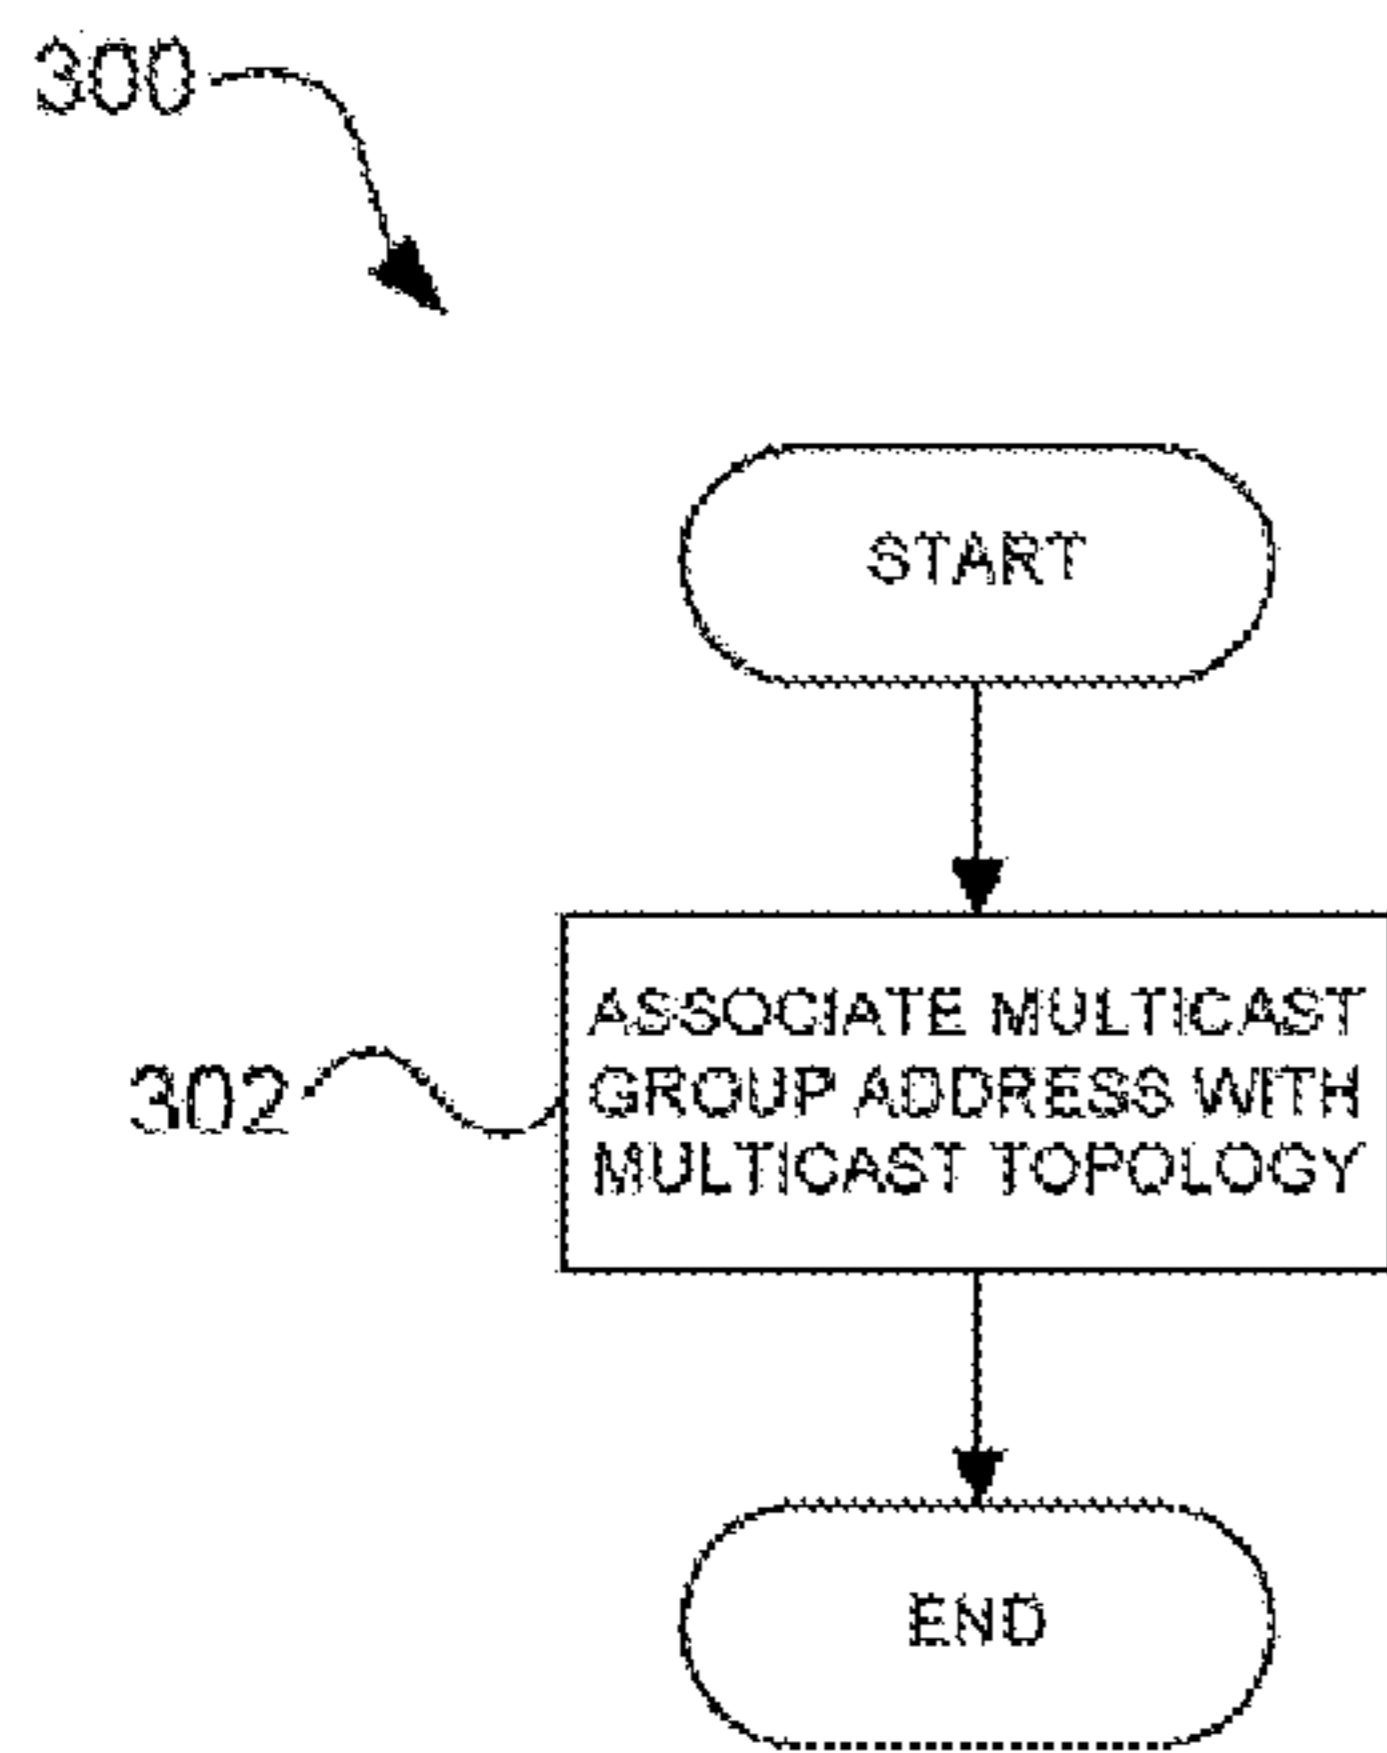 300
START
302
ASSOCIATE MULTICAST
GROUP ADDRESS WITH
MULTICAST TOPOLOGY
END